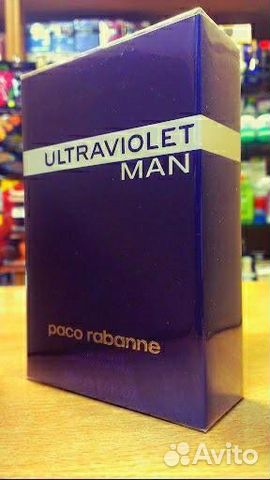 ULTRAVIOLET
MAN
paco rabanne
Avito